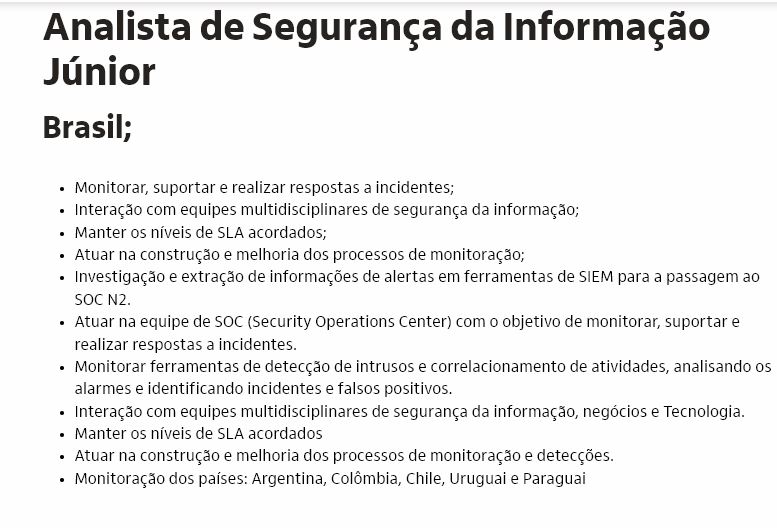 Analista de Segurança da Informação
Júnior
Brasil;
• Monitorar, suportar e realizar respostas a incidentes;
• Interação com equipes multidisciplinares de segurança da informação;
• Manter os níveis de SLA acordados;
• Atuar na construção e melhoria dos processos de monitoração;
• Investigação e extração de informações de alertas em ferramentas de SIEM para a passagem ao
SOC N2.
• Atuar na equipe de SOC (Security Operations Center) com o objetivo de monitorar, suportar e
realizar respostas a incidentes.
• Monitorar ferramentas de detecção de intrusos e correlacionamento de atividades, analisando os
alarmes e identificando incidentes e falsos positivos.
• Interação com equipes multidisciplinares de segurança da informação, negócios e Tecnologia.
• Manter os níveis de SLA acordados
• Atuar na construção e melhoria dos processos de monitoração e detecções.
• Monitoração dos países: Argentina, Colômbia, Chile, Uruguai e Paraguai